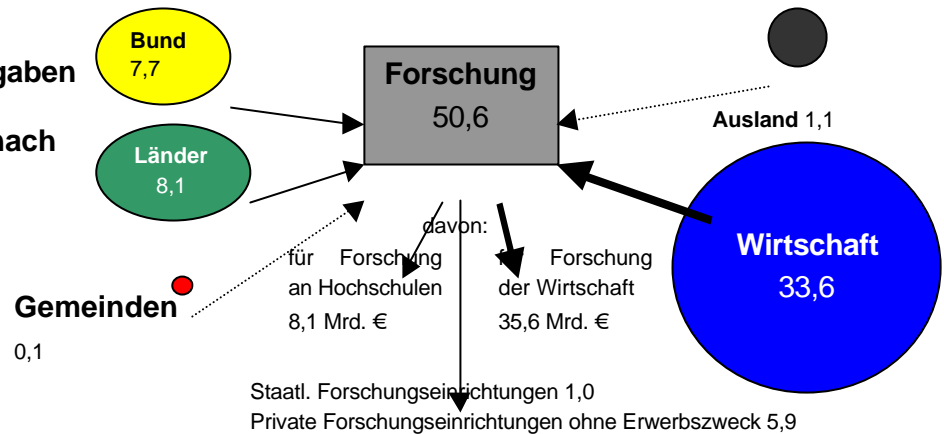 gaben
nach
Bund
7,7
Länder
8,1
Gemeinden
0,1
Forschung
50,6
Ausland 1,1
Wirtschaft
33,6
davon:
für Forschung
an Hochschulen
8,1 Mrd. €
für Forschung
der Wirtschaft
35,6 Mrd. €
Staatl. Forschungseinrichtungen 1,0
Private Forschungseinrichtungen ohne Erwerbszweck 5,9